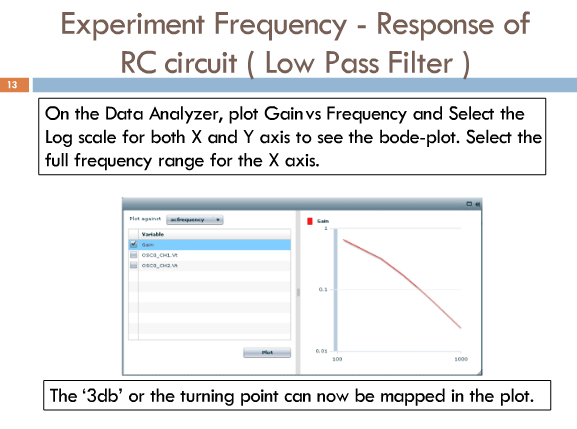 Experiment Frequency - Response of
RC circuit ( Low Pass Filter )
13
On the Data Analyzer, plot Gain vs Frequency and Select the
Log scale for both X and Y axis to see the bode-plot. Select the
full frequency range for the X axis.
Plot against
acfrequency
Variable
Gain
OSC0_CH1.Vt
OSC0_CH2.Vt
Plot
Gain
1
0.1
0.01
100
1000
The ‘3db’ or the turning point can now be mapped in the plot.